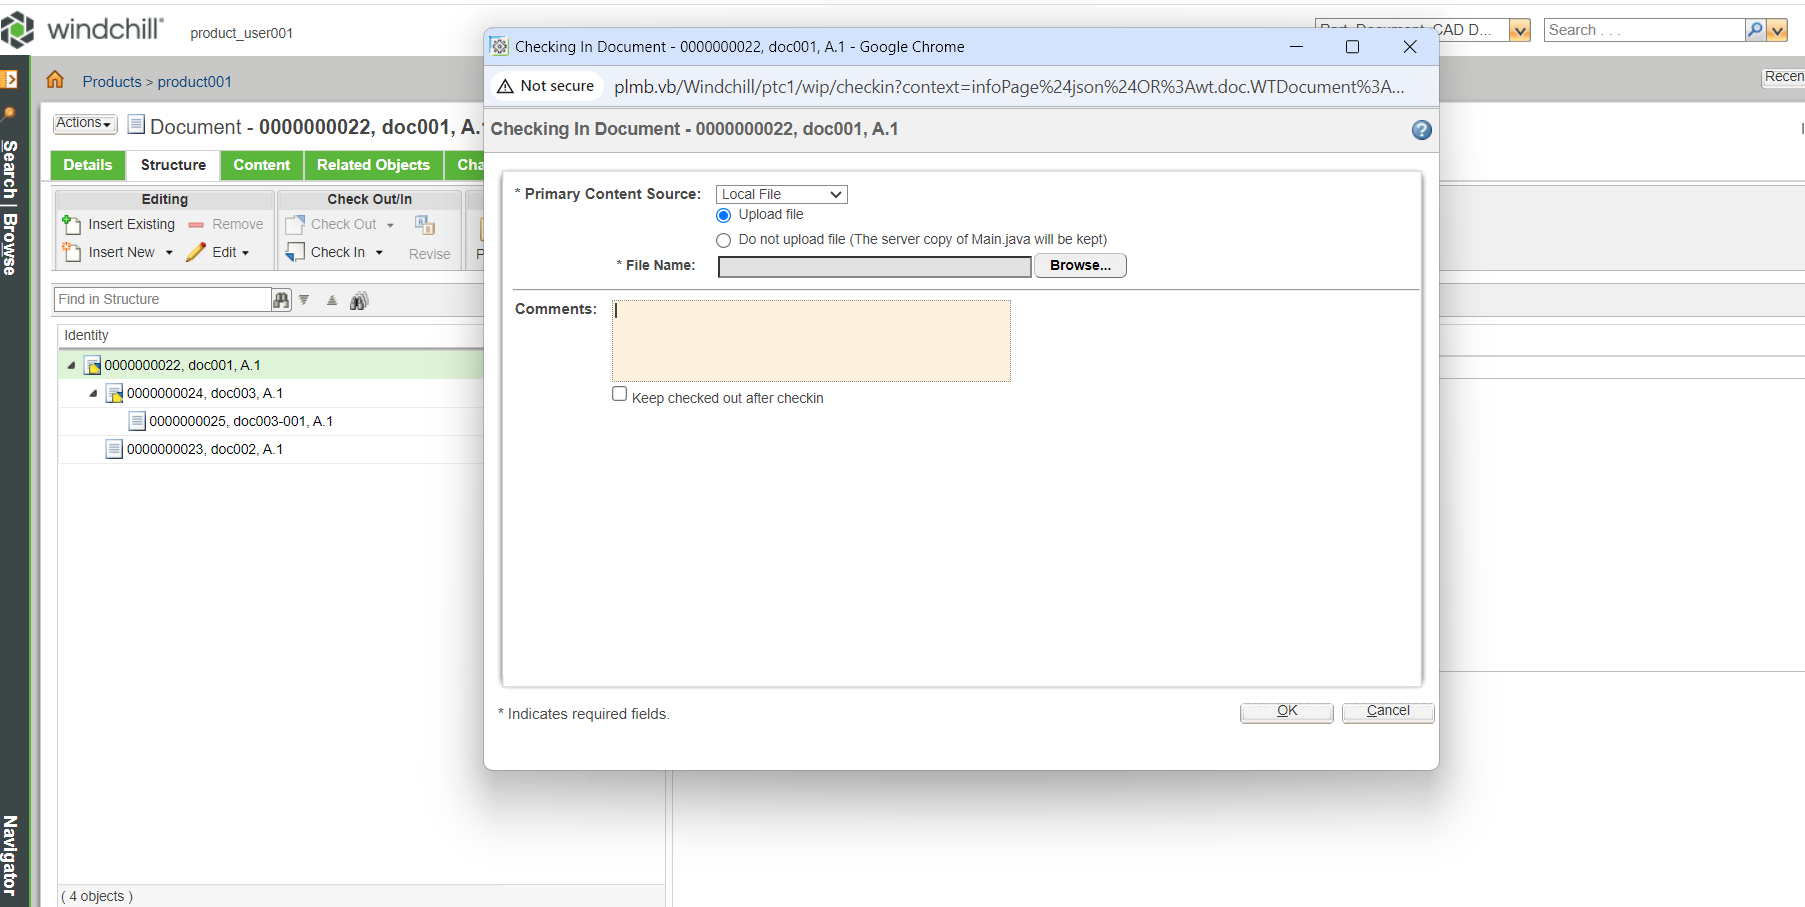 windchill
product_user001
Part, Document, CAD D...
Search . . .
Products > product001
Recen
Actions
Document - 0000000022, doc001, A.
Details
Structure
Content
Related Objects
Cha
Editing
Check Out/In
Insert Existing
Remove
Check Out
Insert New
Edit
Check In
Revise
P
Find in Structure
Identity
0000000022, doc001, A.1
0000000024, doc003, A.1
0000000025, doc003-001, A.1
0000000023, doc002, A.1
( 4 objects )
Search | Browse
Navigator
Checking In Document - 0000000022, doc001, A.1 - Google Chrome
Not secure
plmb.vb/Windchill/ptc1/wip/checkin?context=infoPage%24json%24OR%3Awt.doc.WTDocument%3A...
Checking In Document - 0000000022, doc001, A.1
* Primary Content Source:
Local File
Upload file
Do not upload file (The server copy of Main.java will be kept)
* File Name:
Browse...
Comments:
Keep checked out after checkin
* Indicates required fields.
OK
Cancel